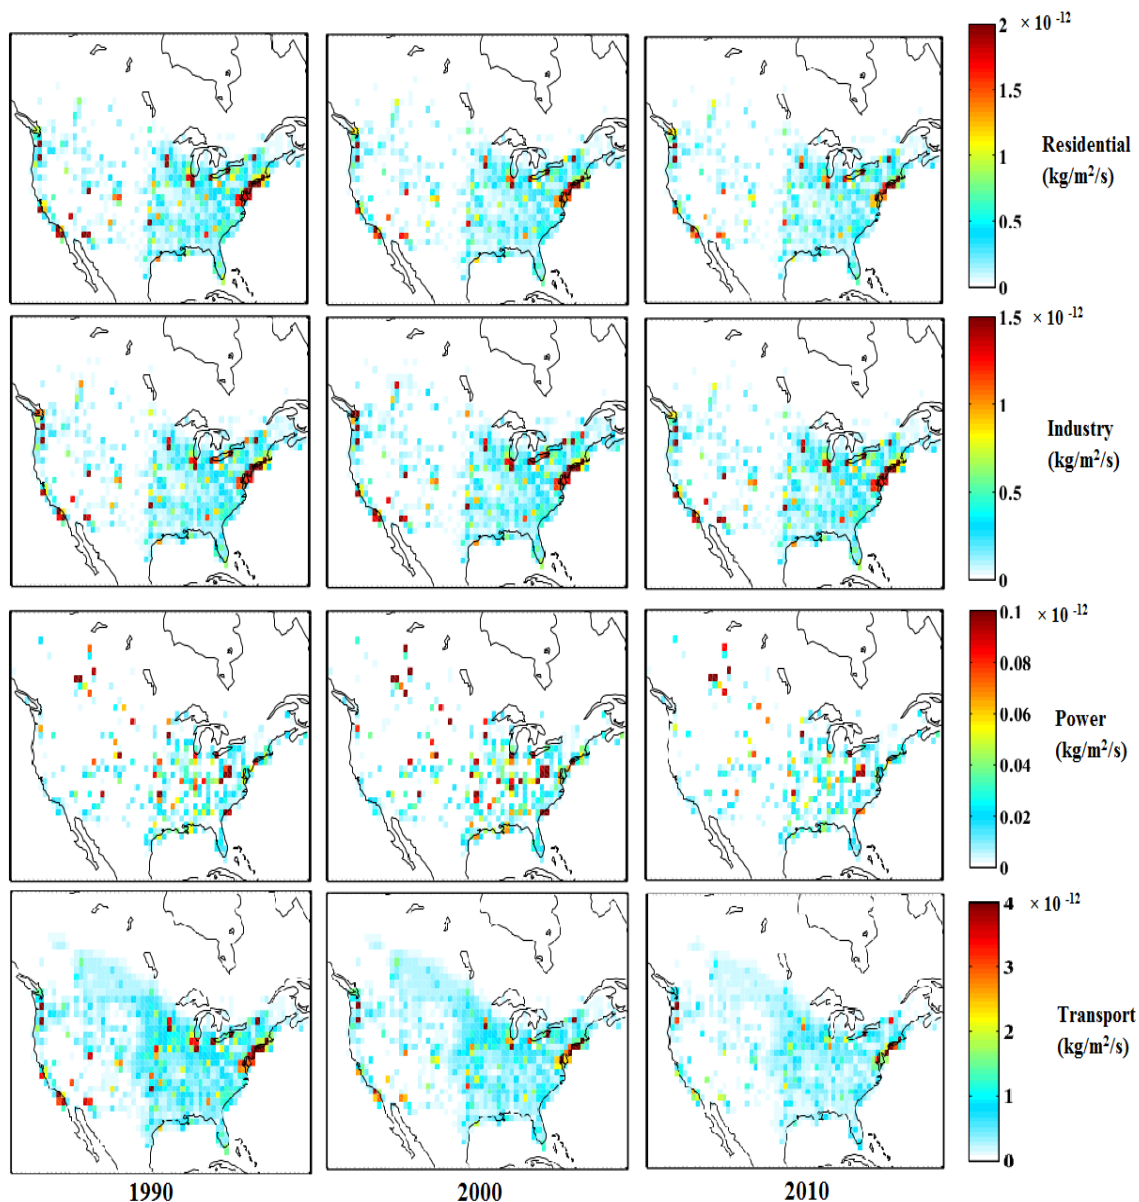 2 × 10 -12
1.5
1
0.5
0
Residential
(kg/m²/s)
1.5 × 10 -12
1
0.5
0
Industry
(kg/m²/s)
0.1 × 10 -12
0.08
0.06
0.04
0.02
0
Power
(kg/m²/s)
4 × 10 -12
3
2
1
0
Transport
(kg/m²/s)
1990 2000 2010